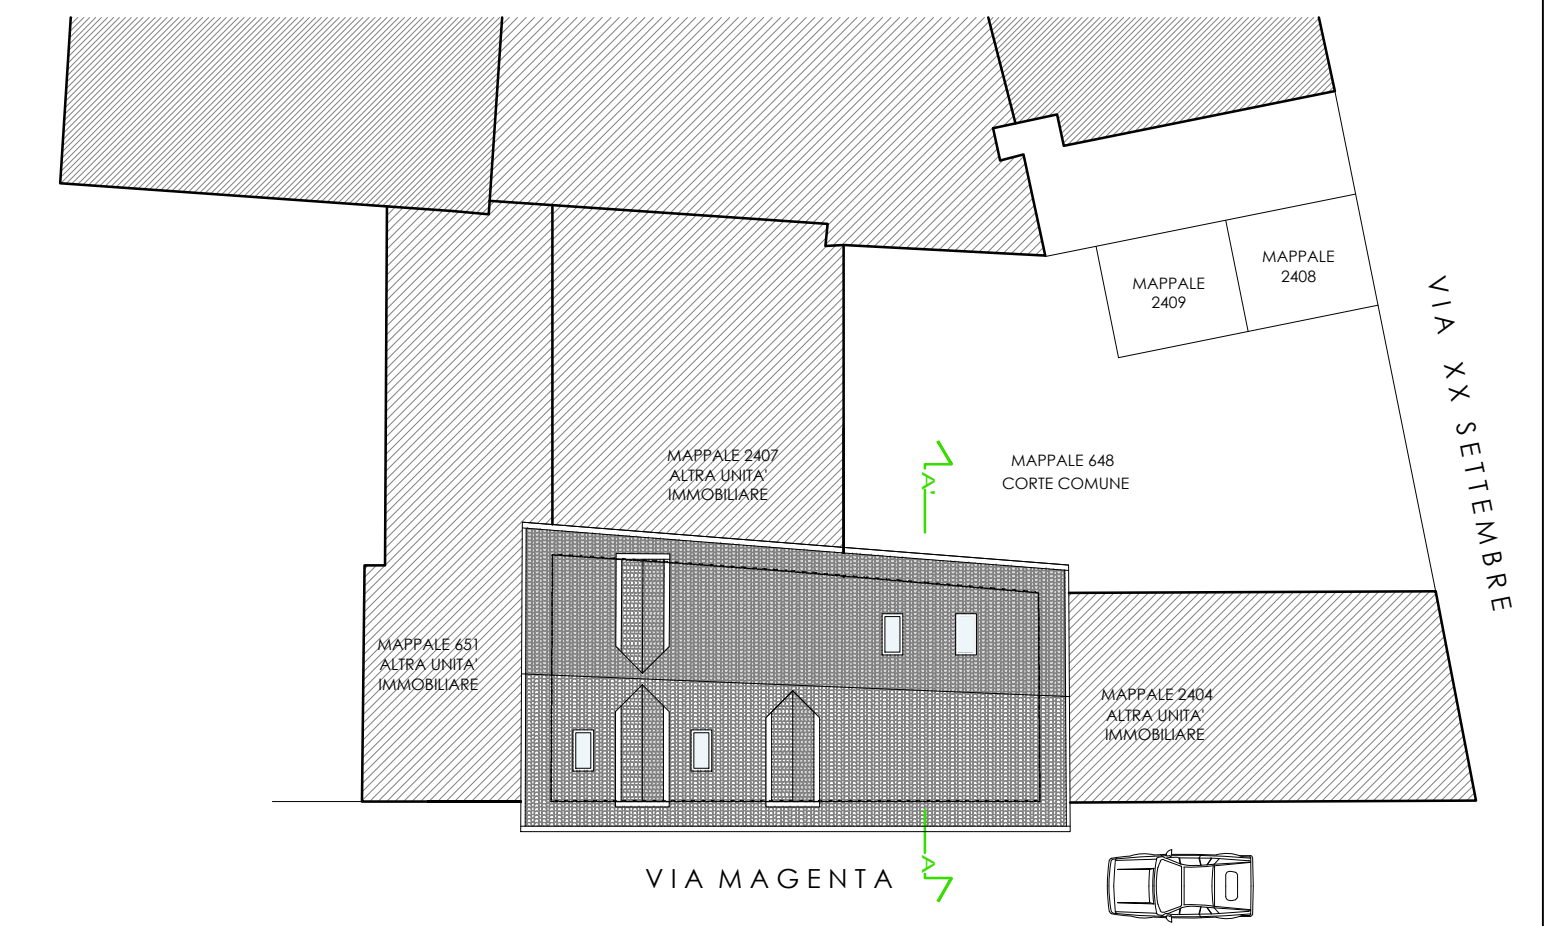 MAPPALE
2408
MAPPALE
2409
VIA XX SETTEMBRE
MAPPALE 2407
ALTRA UNITA'
IMMOBILIARE
A'
MAPPALE 648
CORTE COMUNE
MAPPALE 651
ALTRA UNITA'
IMMOBILIARE
MAPPALE 2404
ALTRA UNITA'
IMMOBILIARE
A
VIA MAGENTA